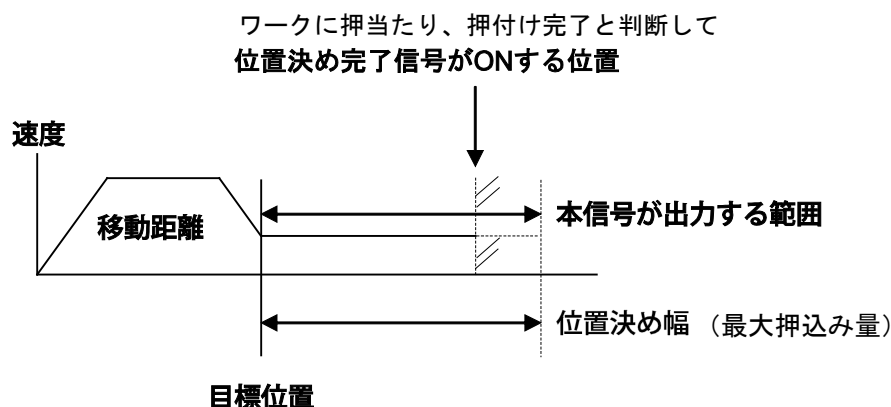 ワークに押当たり、押付け完了と判断して
位置決め完了信号がONする位置
速度
移動距離
本信号が出力する範囲
位置決め幅 （最大押込み量）
目標位置